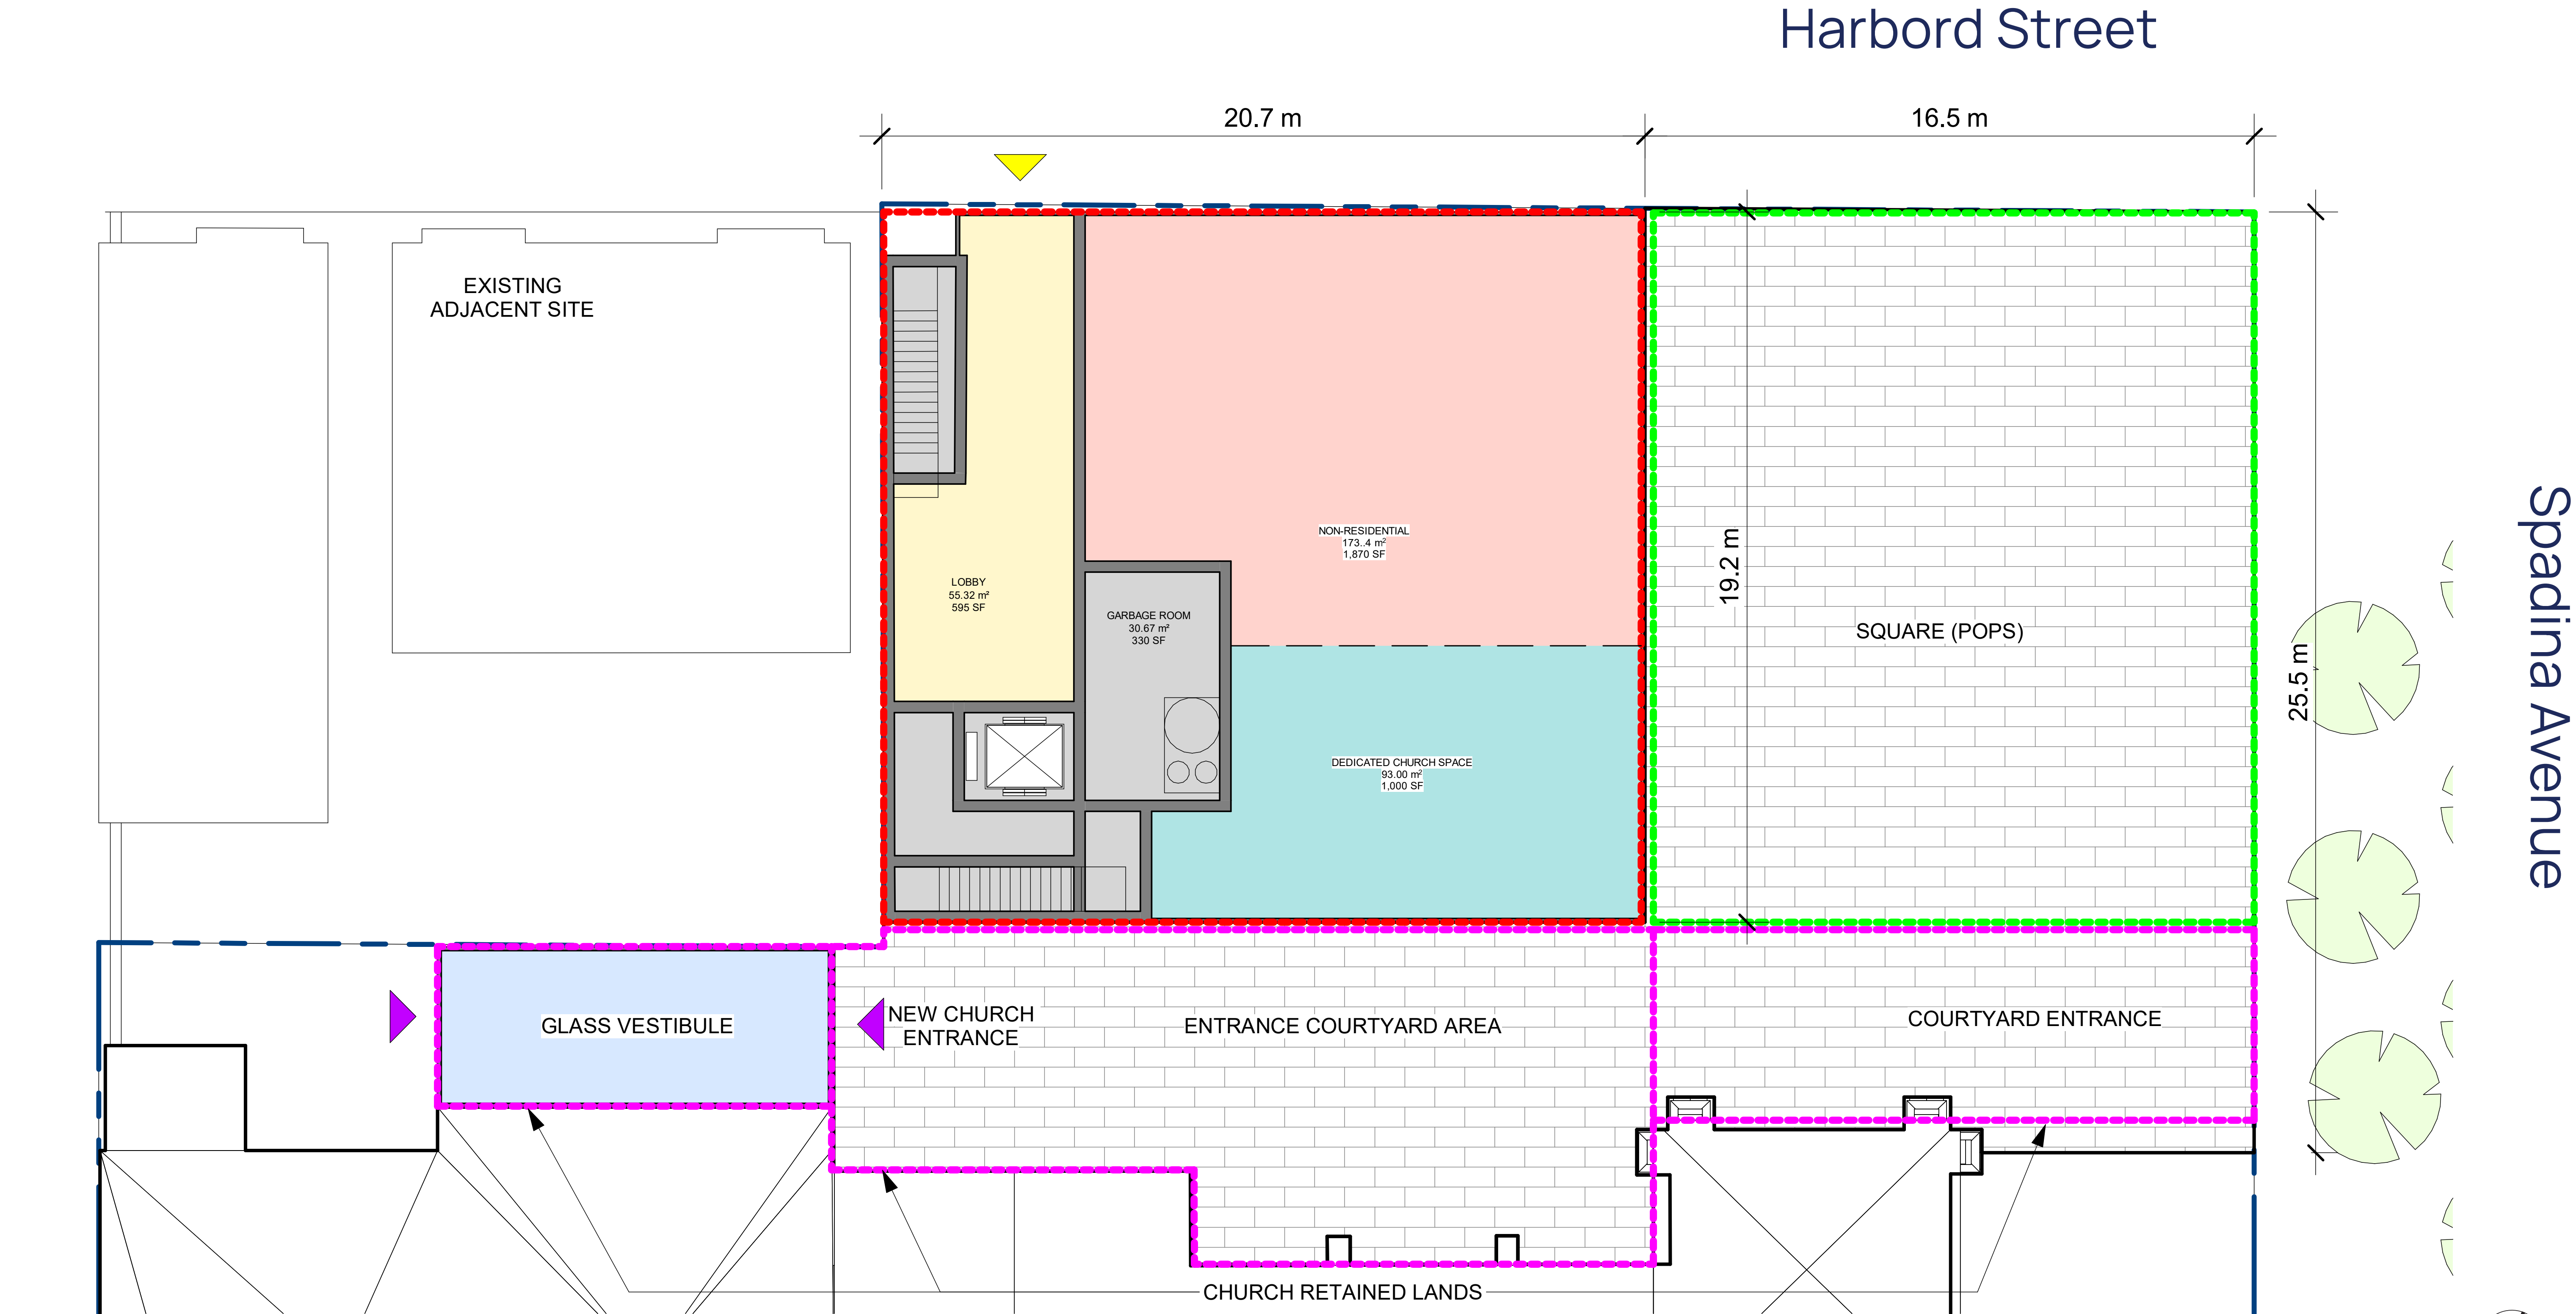 Harbord Street
20.7 m
16.5 m
EXISTING
ADJACENT SITE
NON-RESIDENTIAL
173..4 m²
1,870 SF
19.2 m
LOBBY
55.32 m²
595 SF
GARBAGE ROOM
30.67 m²
330 SF
SQUARE (POPS)
25.5 m
Spadina Avenue
DEDICATED CHURCH SPACE
93.00 m²
1,000 SF
GLASS VESTIBULE
NEW CHURCH
ENTRANCE
ENTRANCE COURTYARD AREA
COURTYARD ENTRANCE
CHURCH RETAINED LANDS